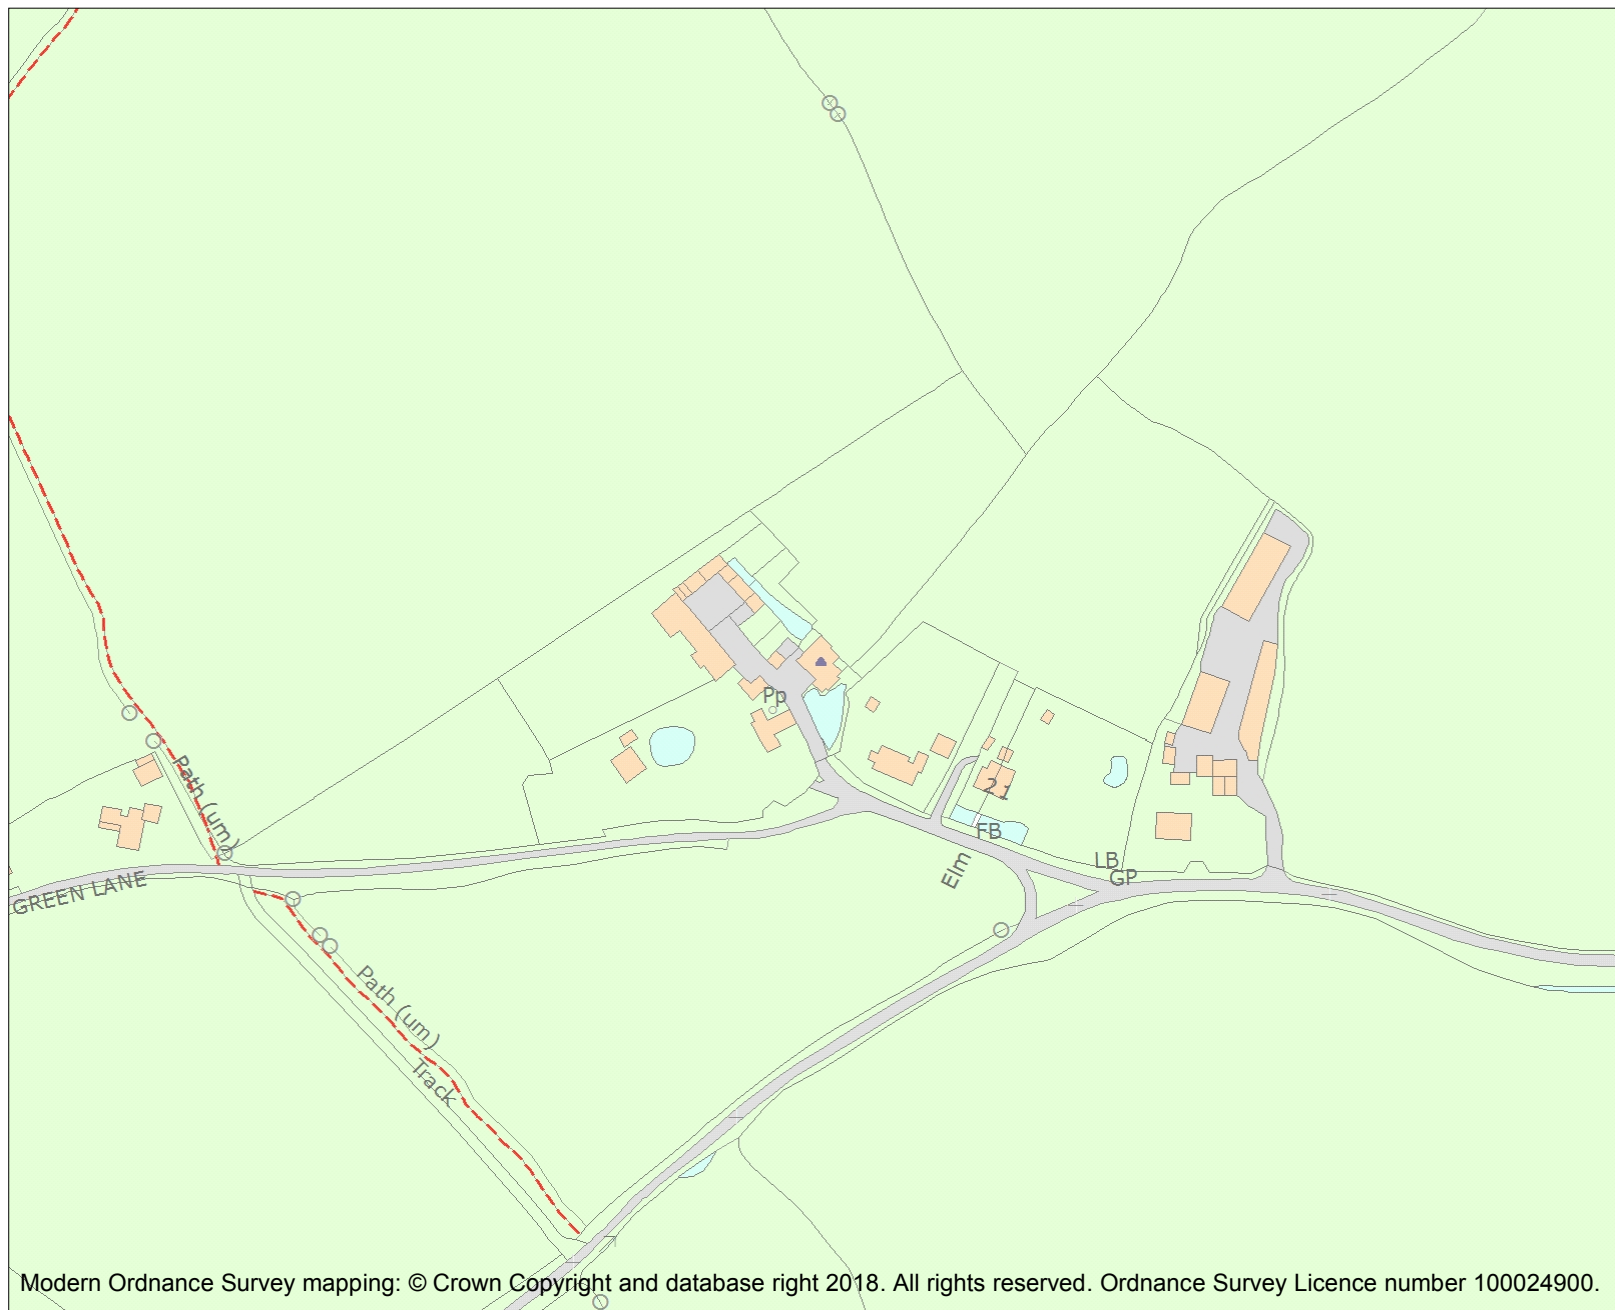 Pp
Path (um)
2
1
FB
LB
Elm
GP
GREEN LANE
Path (um)
Track
Modern Ordnance Survey mapping: © Crown Copyright and database right 2018. All rights reserved. Ordnance Survey Licence number 100024900.